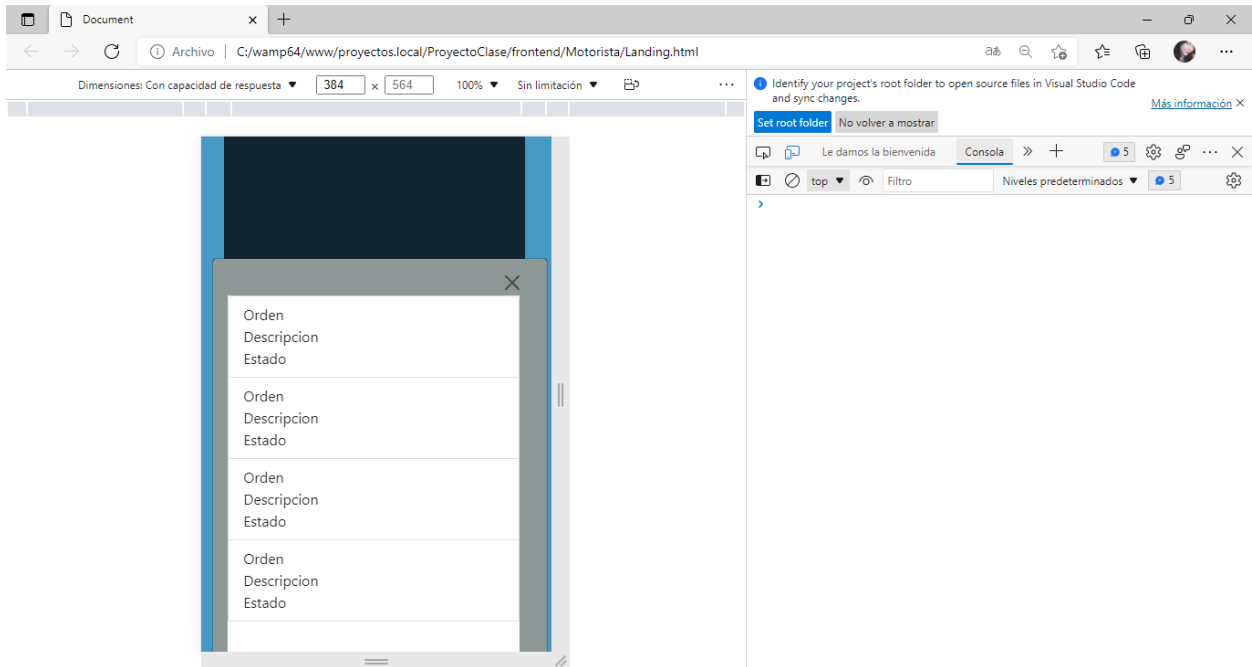 Document
Archivo
C:/wamp64/www/proyectos.local/ProyectoClase/frontend/Motorista/Landing.html
aあ
Dimensiones: Con capacidad de respuesta ▼ 384 x 564 100% ▼ Sin limitación ▼
Identify your project's root folder to open source files in Visual Studio Code
and sync changes.
Más información
Set root folder No volver a mostrar
Le damos la bienvenida Consola 5
top ▼ Filtro Niveles predeterminados ▼ 5
Orden
Descripcion
Estado
Orden
Descripcion
Estado
Orden
Descripcion
Estado
Orden
Descripcion
Estado